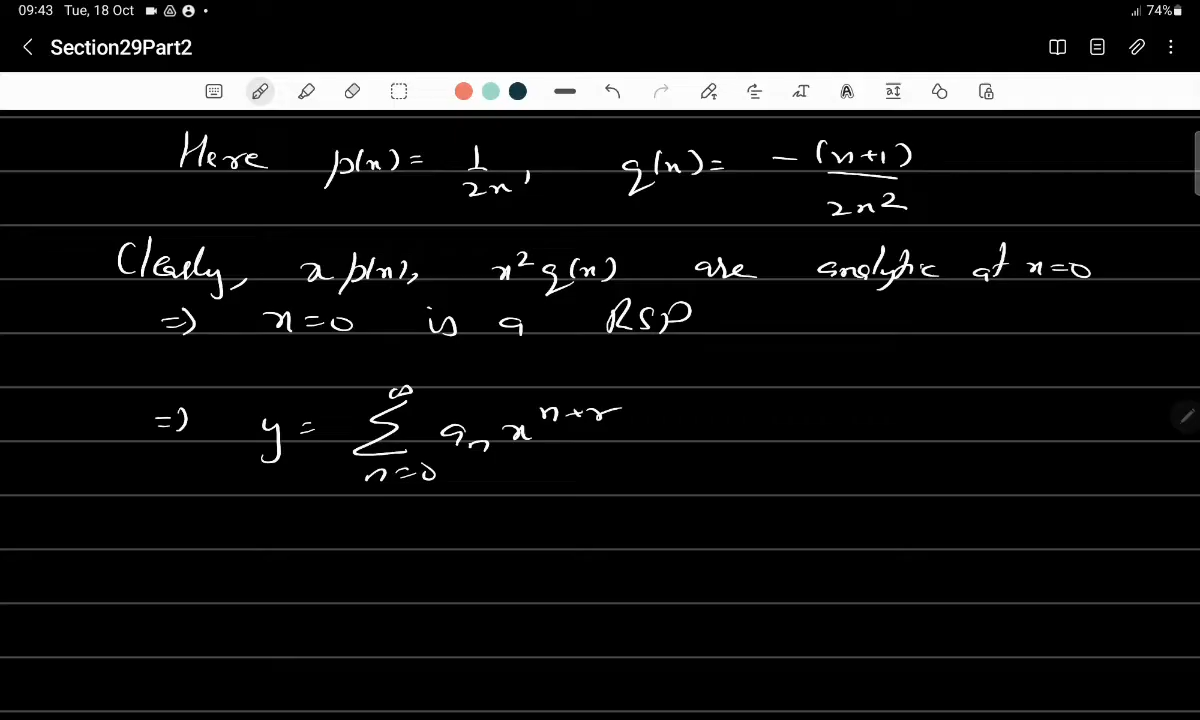 09:43 Tue, 18 Oct 74%
Section29Part2
Here p(x) = 1/2x, q(x) = -(x+1)/2x²
Clearly, x p(x), x² q(x) are analytic at x=0
=> x=0 is a RSP
=> y = ∑_{n=0}^{∞} a_n x^{n+r}